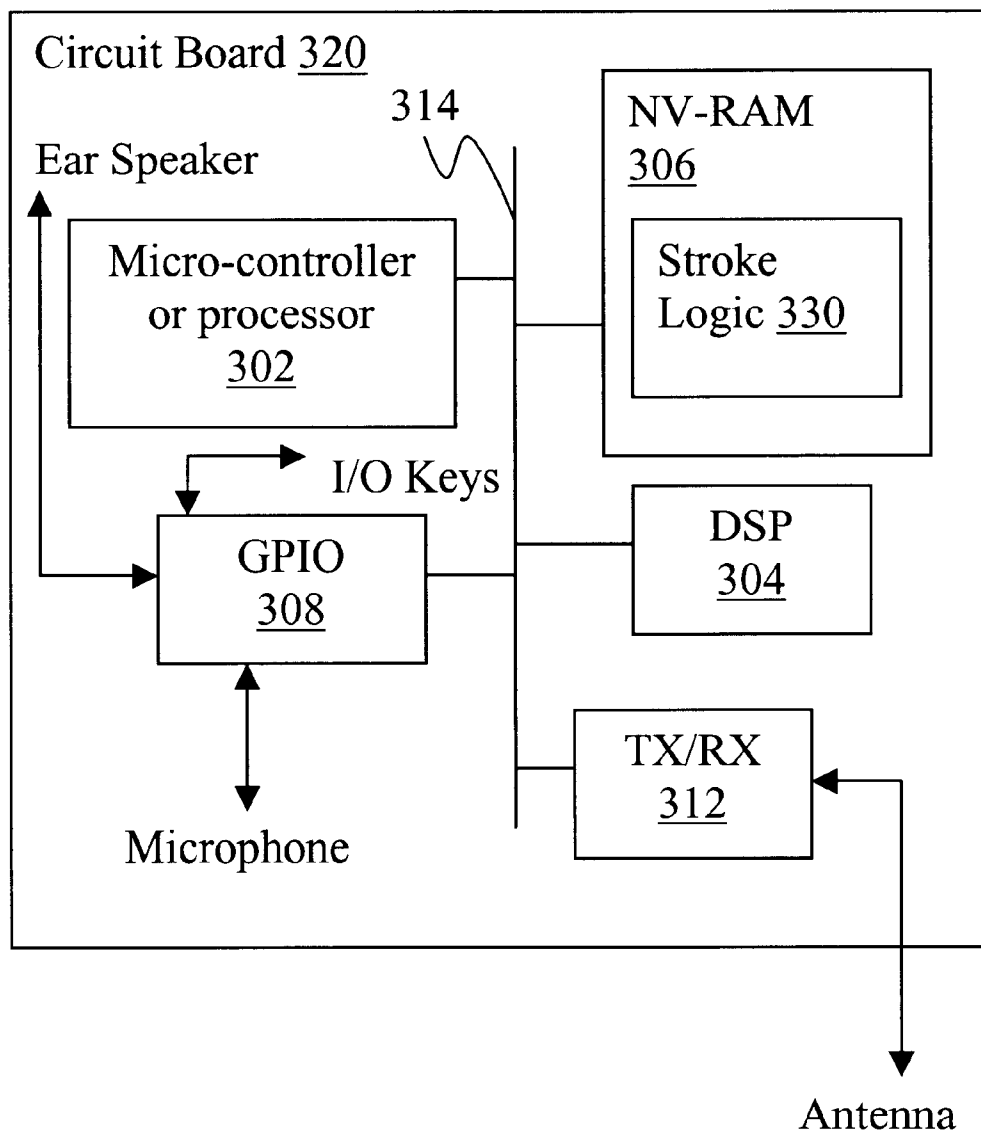 Circuit Board 320
314
Ear Speaker
Micro-controller
or processor
302
NV-RAM
306
Stroke
Logic 330
I/O Keys
GPIO
308
DSP
304
TX/RX
312
Microphone
Antenna